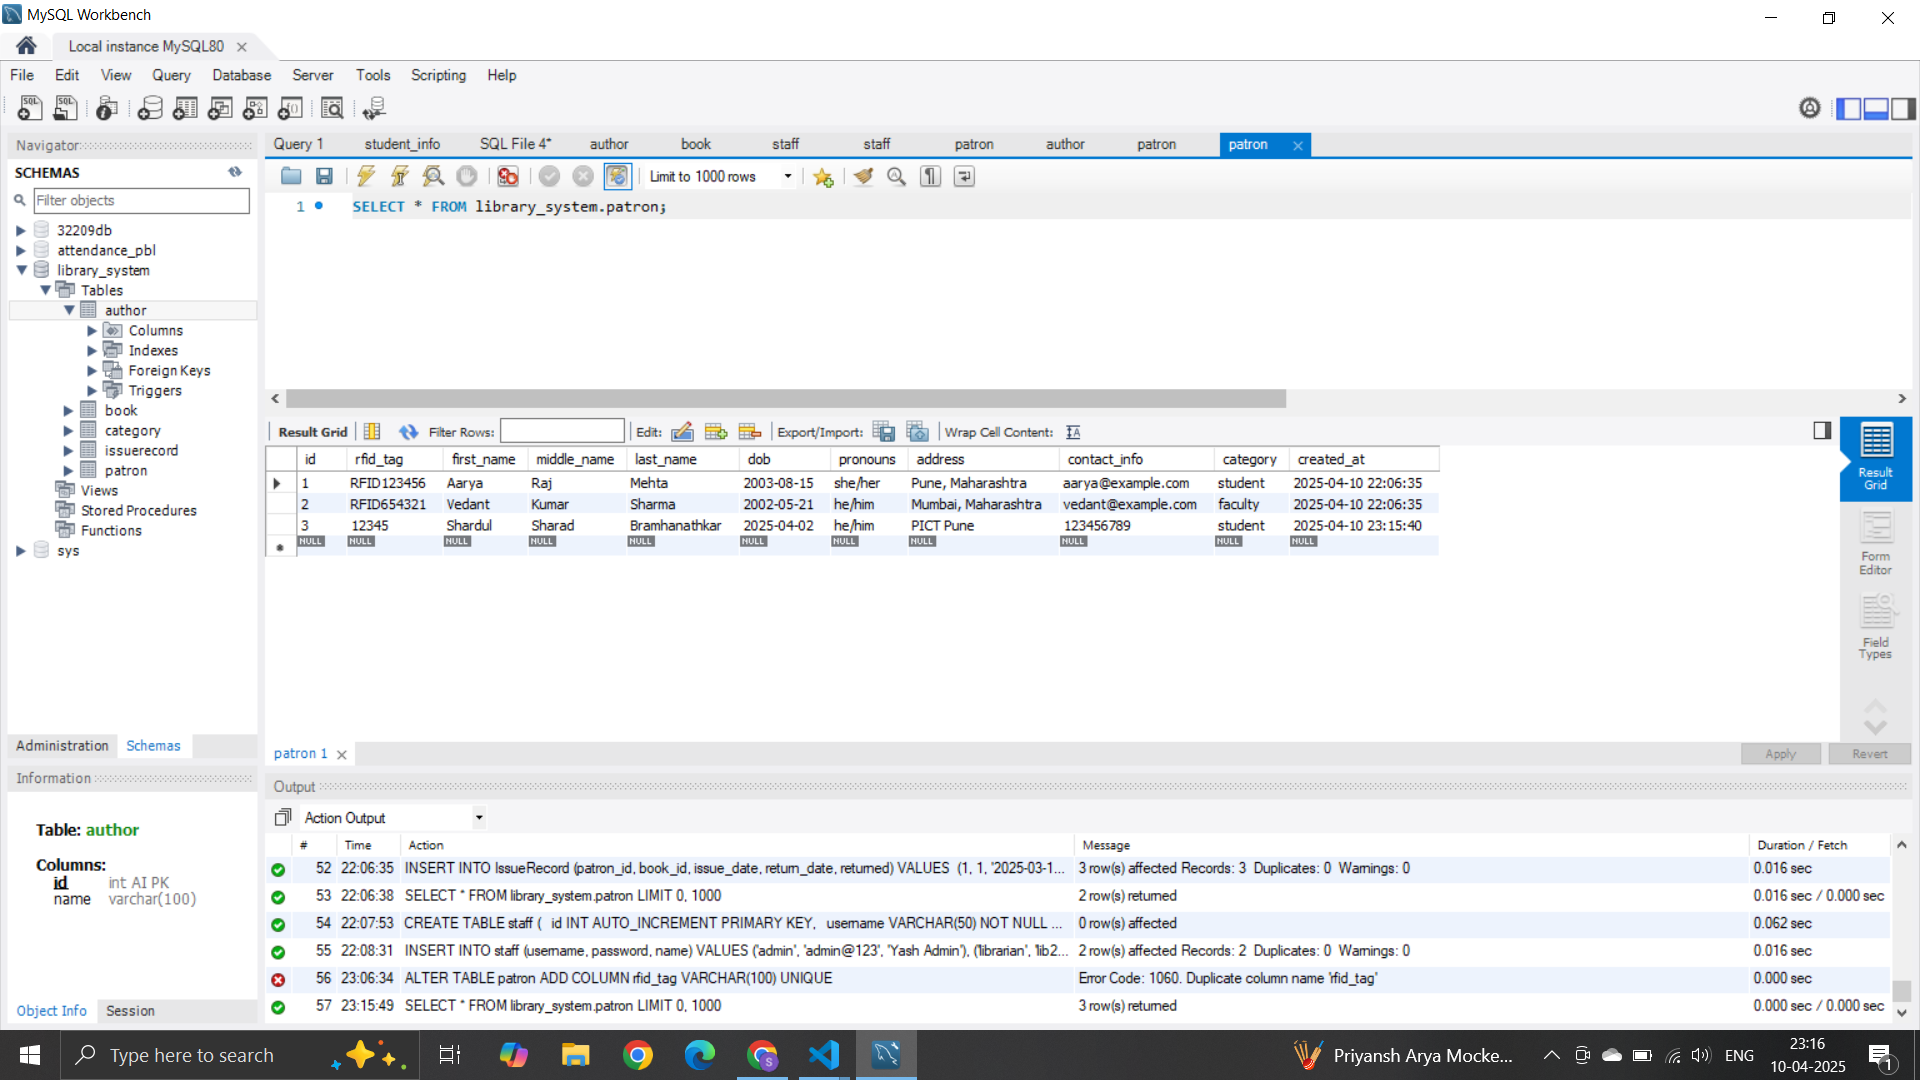 MySQL Workbench
Local instance MySQL80
File Edit View Query Database Server Tools Scripting Help
Navigator
SCHEMAS
Filter objects
32209db
attendance_pbl
library_system
Tables
author
Columns
Indexes
Foreign Keys
Triggers
book
category
issuerecord
patron
Views
Stored Procedures
Functions
sys
Administration Schemas
Information
Table: author
Columns:
id int AI PK
name varchar(100)
Object Info Session
Query 1 student_info SQL File 4* author book staff staff patron author patron patron
Limit to 1000 rows
1 SELECT * FROM library_system.patron;
Result Grid Filter Rows: Edit: Export/Import: Wrap Cell Content:
id rfid_tag first_name middle_name last_name dob pronouns address contact_info category created_at
1 RFID123456 Aarya Raj Mehta 2003-08-15 she/her Pune, Maharashtra aarya@example.com student 2025-04-10 22:06:35
2 RFID654321 Vedant Kumar Sharma 2002-05-21 he/him Mumbai, Maharashtra vedant@example.com faculty 2025-04-10 22:06:35
3 12345 Shardul Sharad Bramhanathkar 2025-04-02 he/him PICT Pune 123456789 student 2025-04-10 23:15:40
NULL NULL NULL NULL NULL NULL NULL NULL NULL NULL NULL
Result
Grid
Form
Editor
Field
Types
patron 1
Apply Revert
Output
Action Output
# Time Action Message Duration / Fetch
52 22:06:35 INSERT INTO IssueRecord (patron_id, book_id, issue_date, return_date, returned) VALUES (1, 1, '2025-03-1... 3 row(s) affected Records: 3 Duplicates: 0 Warnings: 0 0.016 sec
53 22:06:38 SELECT * FROM library_system.patron LIMIT 0, 1000 2 row(s) returned 0.016 sec / 0.000 sec
54 22:07:53 CREATE TABLE staff ( id INT AUTO_INCREMENT PRIMARY KEY, username VARCHAR(50) NOT NULL ... 0 row(s) affected 0.062 sec
55 22:08:31 INSERT INTO staff (username, password, name) VALUES ('admin', 'admin@123', 'Yash Admin'), ('librarian', 'lib2... 2 row(s) affected Records: 2 Duplicates: 0 Warnings: 0 0.016 sec
56 23:06:34 ALTER TABLE patron ADD COLUMN rfid_tag VARCHAR(100) UNIQUE Error Code: 1060. Duplicate column name 'rfid_tag' 0.000 sec
57 23:15:49 SELECT * FROM library_system.patron LIMIT 0, 1000 3 row(s) returned 0.000 sec / 0.000 sec
Type here to search
Priyansh Arya Mocke...
ENG
23:16
10-04-2025
1